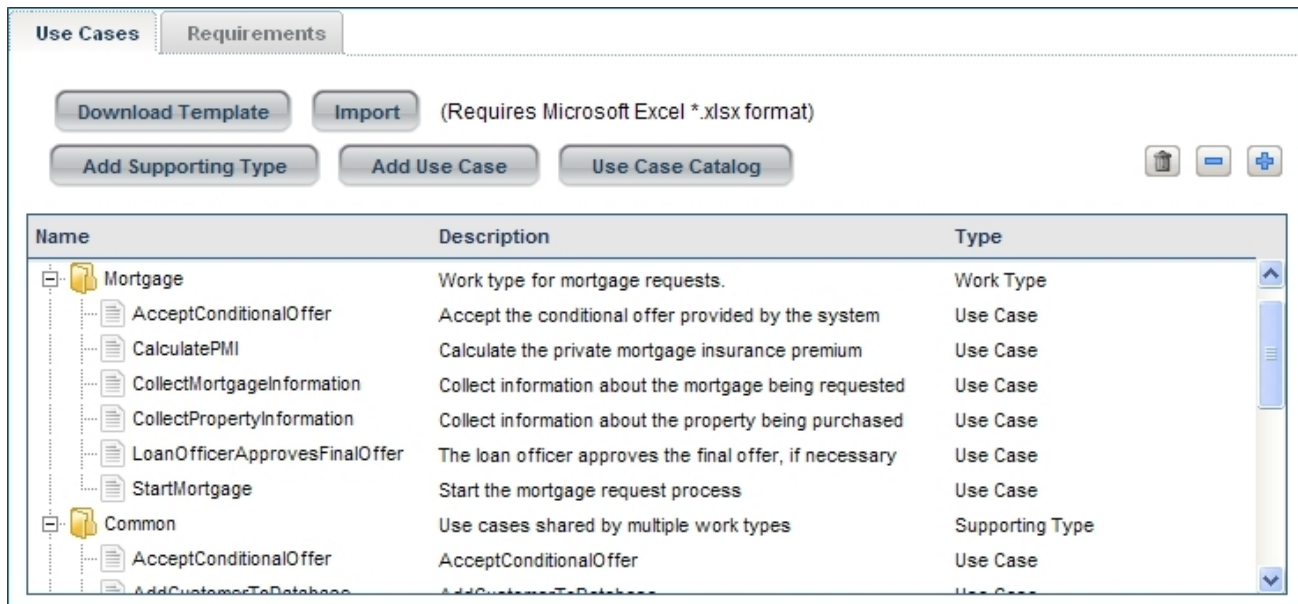 Use Cases Requirements
Download Template Import (Requires Microsoft Excel *.xlsx format)
Add Supporting Type Add Use Case Use Case Catalog
Name Description Type
Mortgage Work type for mortgage requests. Work Type
AcceptConditionalOffer Accept the conditional offer provided by the system Use Case
CalculatePMI Calculate the private mortgage insurance premium Use Case
CollectMortgageInformation Collect information about the mortgage being requested Use Case
CollectPropertyInformation Collect information about the property being purchased Use Case
LoanOfficerApprovesFinalOffer The loan officer approves the final offer, if necessary Use Case
StartMortgage Start the mortgage request process Use Case
Common Use cases shared by multiple work types Supporting Type
AcceptConditionalOffer AcceptConditionalOffer Use Case
AddCustomerToDatabase AddCustomerToDatabase Use Case